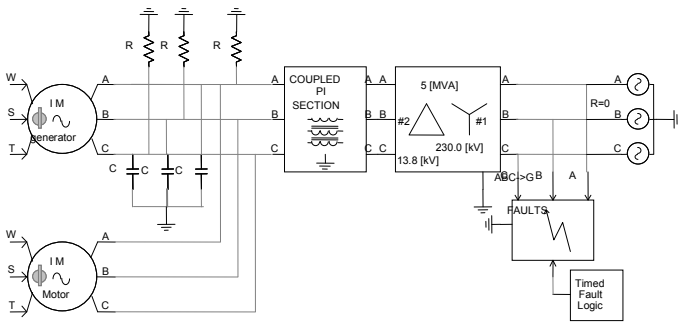 R R R
W A COUPLED A A 5 [MVA] A A
I M PI R=0
S B SECTION B B #2 #1 B B
generator 230.0 [kV]
T C C C 13.8 [kV] C C
C C
ABC->G B A
FAULTS
W A
I M
S B
Motor
T C
Timed
Fault
Logic